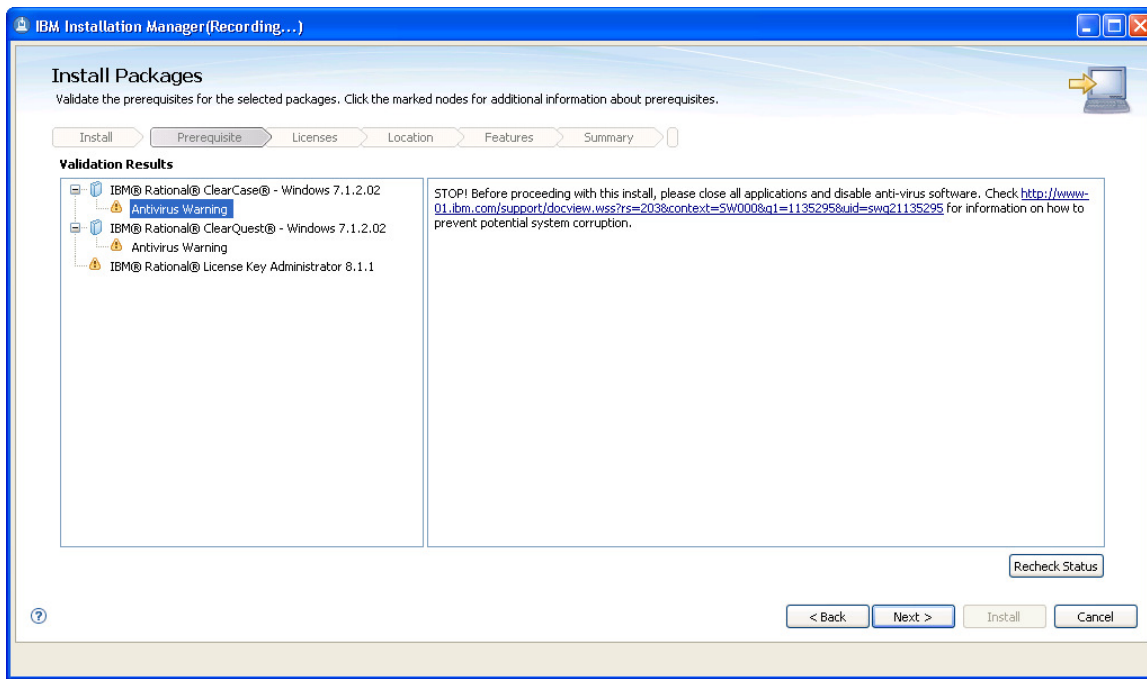 IBM Installation Manager(Recording...)
Install Packages
Validate the prerequisites for the selected packages. Click the marked nodes for additional information about prerequisites.
Install
Prerequisite
Licenses
Location
Features
Summary
Validation Results
IBM® Rational® ClearCase® - Windows 7.1.2.02
Antivirus Warning
IBM® Rational® ClearQuest® - Windows 7.1.2.02
Antivirus Warning
IBM® Rational® License Key Administrator 8.1.1
STOP! Before proceeding with this install, please close all applications and disable anti-virus software. Check http://www-
01.ibm.com/support/docview.wss?rs=203&context=SW000&q1=1135295&uid=swg21135295 for information on how to
prevent potential system corruption.
Recheck Status
?
< Back
Next >
Install
Cancel